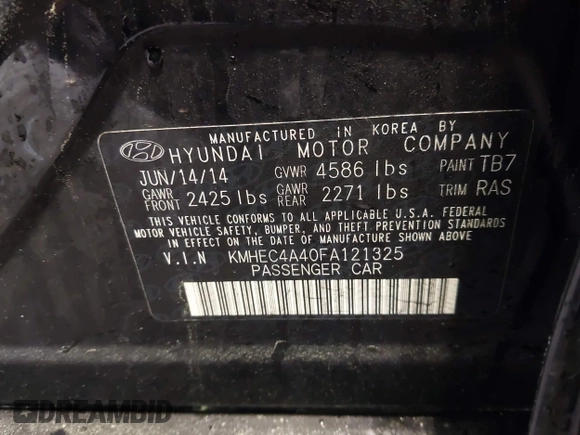 MANUFACTURED IN KOREA BY
HYUNDAI MOTOR COMPANY
JUN/14/14 GVWR 4586 lbs PAINT TB7
GAWR FRONT 2425 lbs GAWR REAR 2271 lbs TRIM RAS
THIS VEHICLE CONFORMS TO ALL APPLICABLE U.S.A. FEDERAL
MOTOR VEHICLE SAFETY, BUMPER, AND THEFT PREVENTION STANDARDS
IN EFFECT ON THE DATE OF MANUFACTURE SHOWN ABOVE
V.I.N KMHEC4A40FA121325
PASSENGER CAR
DREAMDID